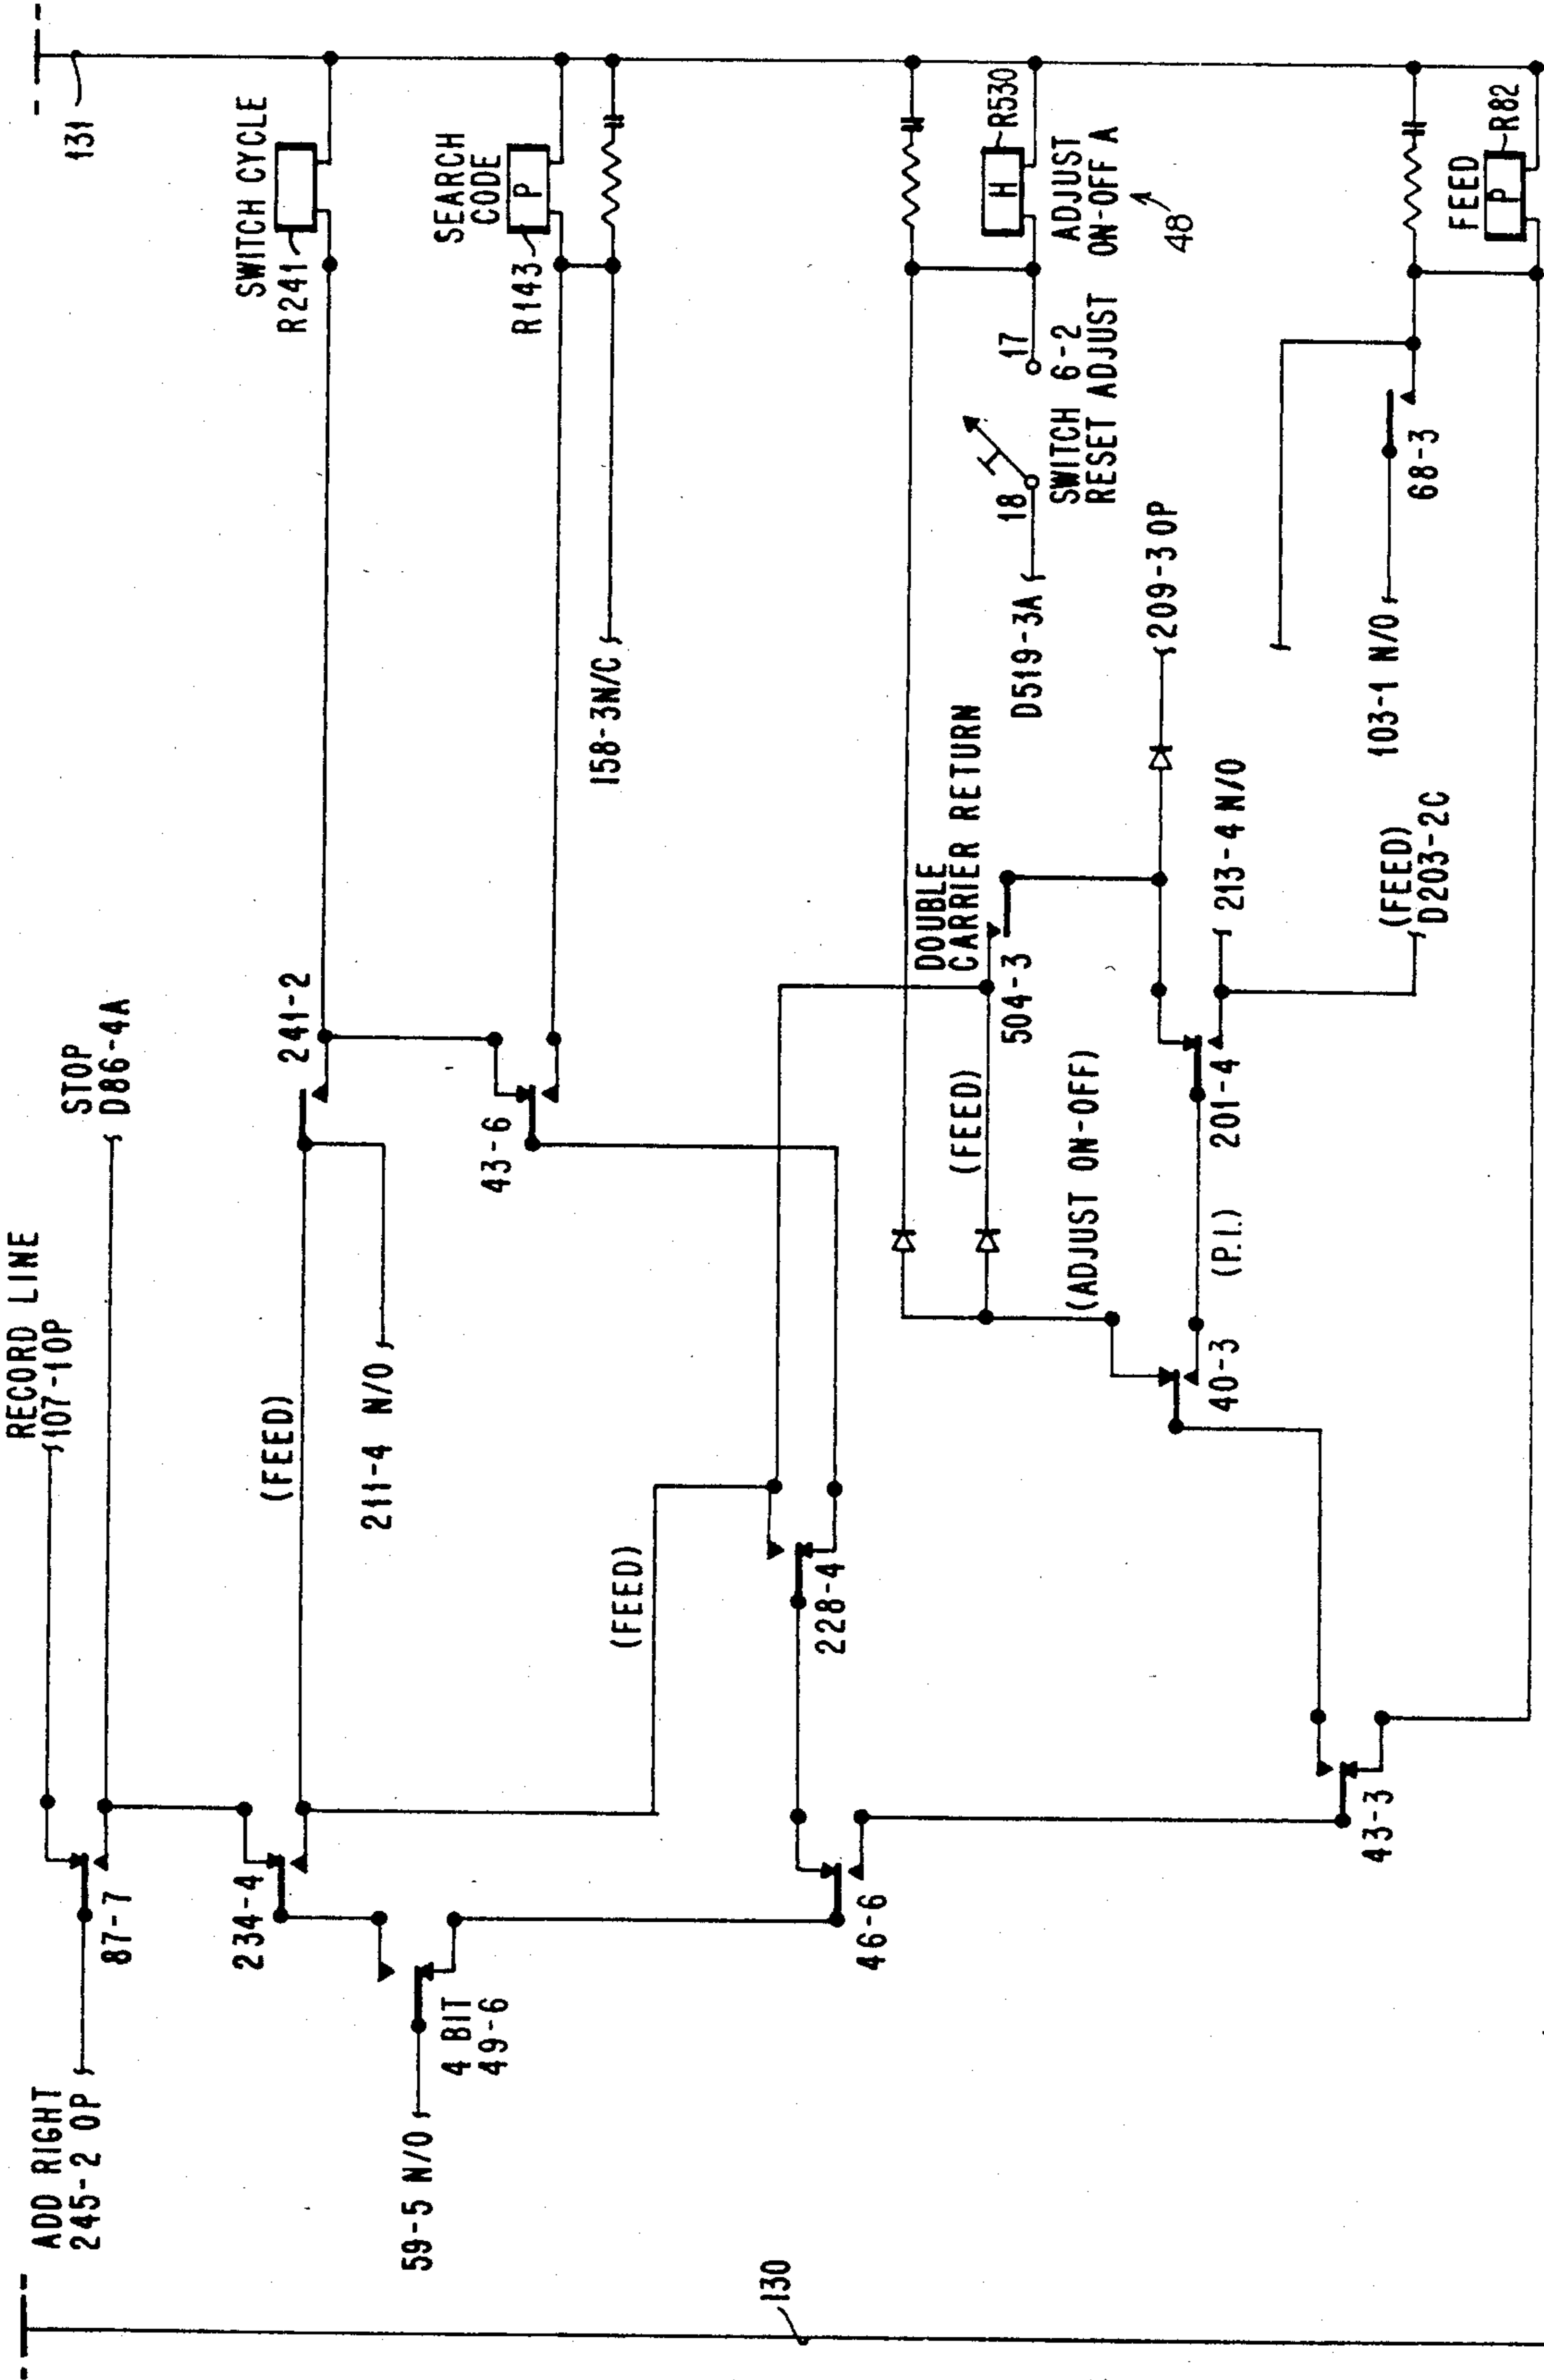 ADD RIGHT
245-2 OP
87-7
RECORD LINE
107-1OP
STOP
D86-4A
131
234-4
(FEED)
241-2
SWITCH CYCLE
R241
211-4 N/O
59-5 N/O
4 BIT
49-6
43-6
SEARCH
CODE
P
R143
158-3N/C
(FEED)
228-4
46-6
130
DOUBLE
CARRIER RETURN
504-3
(FEED)
(ADJUST ON-OFF)
D519-3A
18
17
SWITCH 6-2
RESET ADJUST
H
R530
ADJUST
ON-OFF A
48
209-3 OP
40-3
(P.I.)
201-4
213-4 N/O
(FEED)
D203-2C
103-1 N/O
68-3
43-3
FEED
P
R82